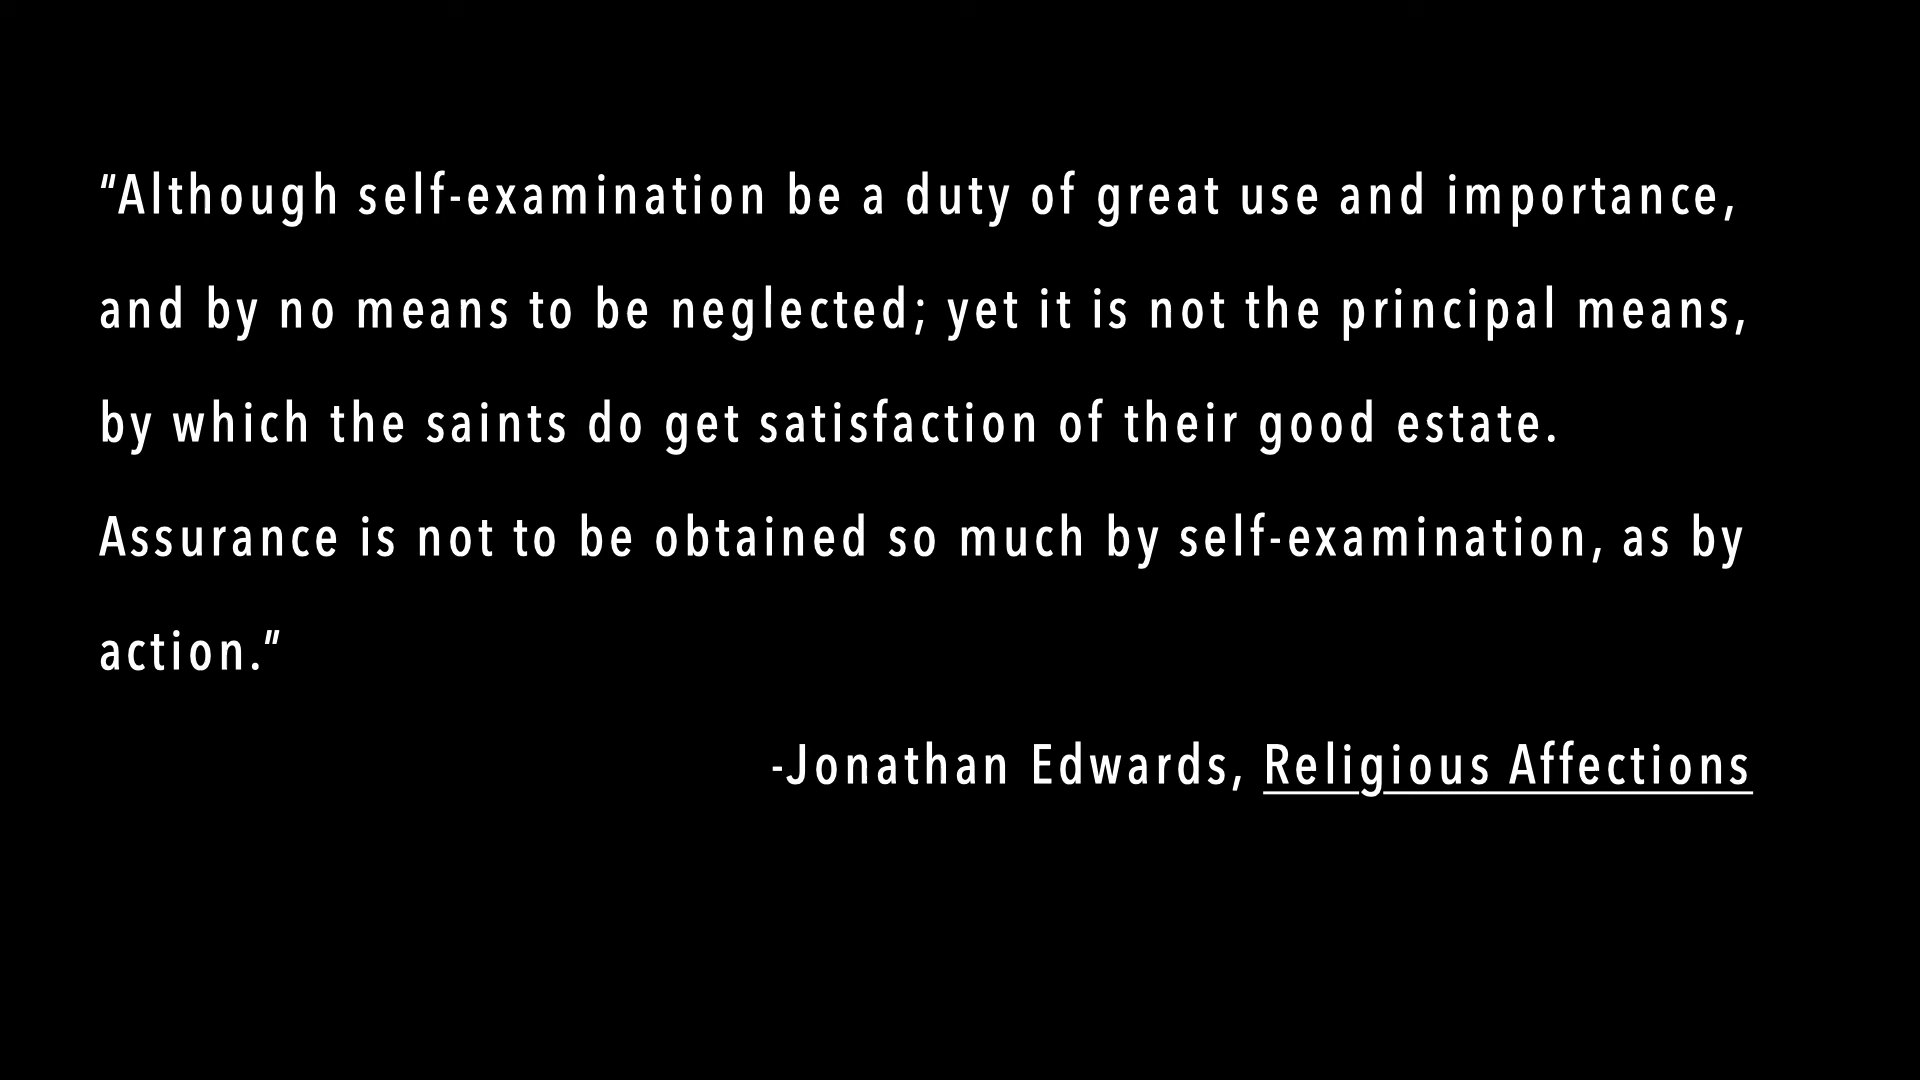 “Although self-examination be a duty of great use and importance,
and by no means to be neglected; yet it is not the principal means,
by which the saints do get satisfaction of their good estate.
Assurance is not to be obtained so much by self-examination, as by
action.”
-Jonathan Edwards, Religious Affections